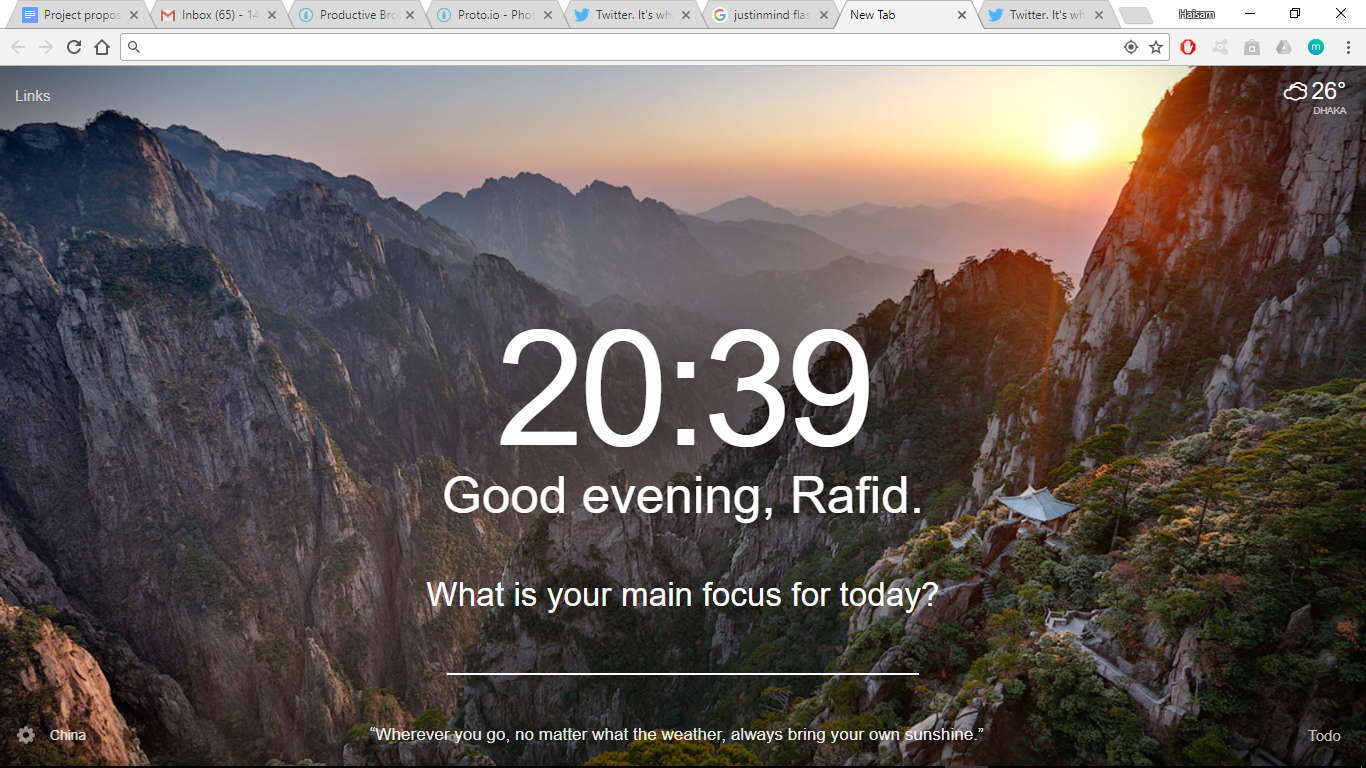 Project propos
Inbox (65) - 14
Productive Bro
Proto.io - Phot
Twitter. It's wh
justinmind flas
New Tab
Twitter. It's wh
Haisam
Links
26°
DHAKA
20:39
Good evening, Rafid.
What is your main focus for today?
China
“Wherever you go, no matter what the weather, always bring your own sunshine.”
Todo